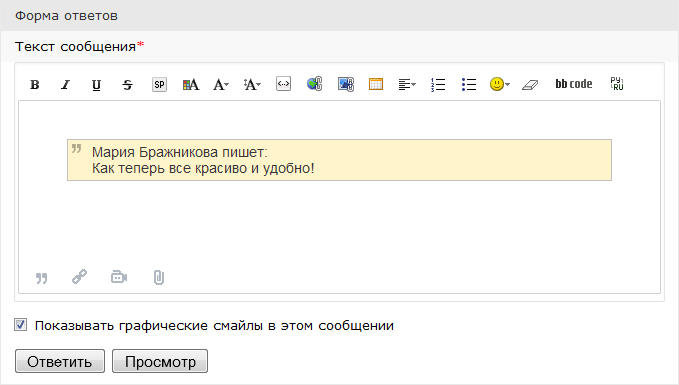 Форма ответов
Текст сообщения*
B I U S SP A A A bb code РУ RU
Мария Бражникова пишет:
Как теперь все красиво и удобно!
Показывать графические смайлы в этом сообщении
Ответить Просмотр